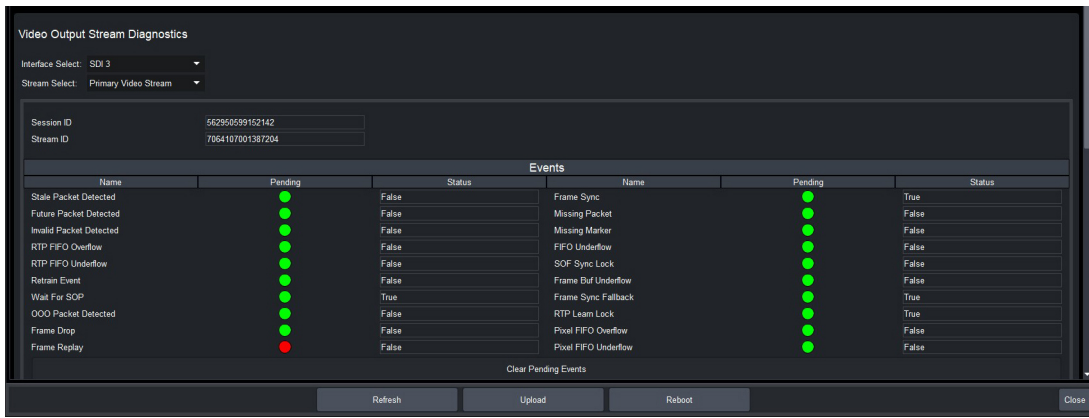 Video Output Stream Diagnostics
Interface Select: SDI 3
Stream Select: Primary Video Stream
Session ID 562950599152142
Stream ID 7064107001387204
Events
Name Pending Status Name Pending Status
Stale Packet Detected False Frame Sync True
Future Packet Detected False Missing Packet False
Invalid Packet Detected False Missing Marker False
RTP FIFO Overflow False FIFO Underflow False
RTP FIFO Underflow False SOF Sync Lock False
Retrain Event False Frame Buf Underflow False
Wait For SOP True Frame Sync Fallback True
OOO Packet Detected False RTP Learn Lock True
Frame Drop False Pixel FIFO Overflow False
Frame Replay False Pixel FIFO Underflow False
Clear Pending Events
Refresh Upload Reboot Close